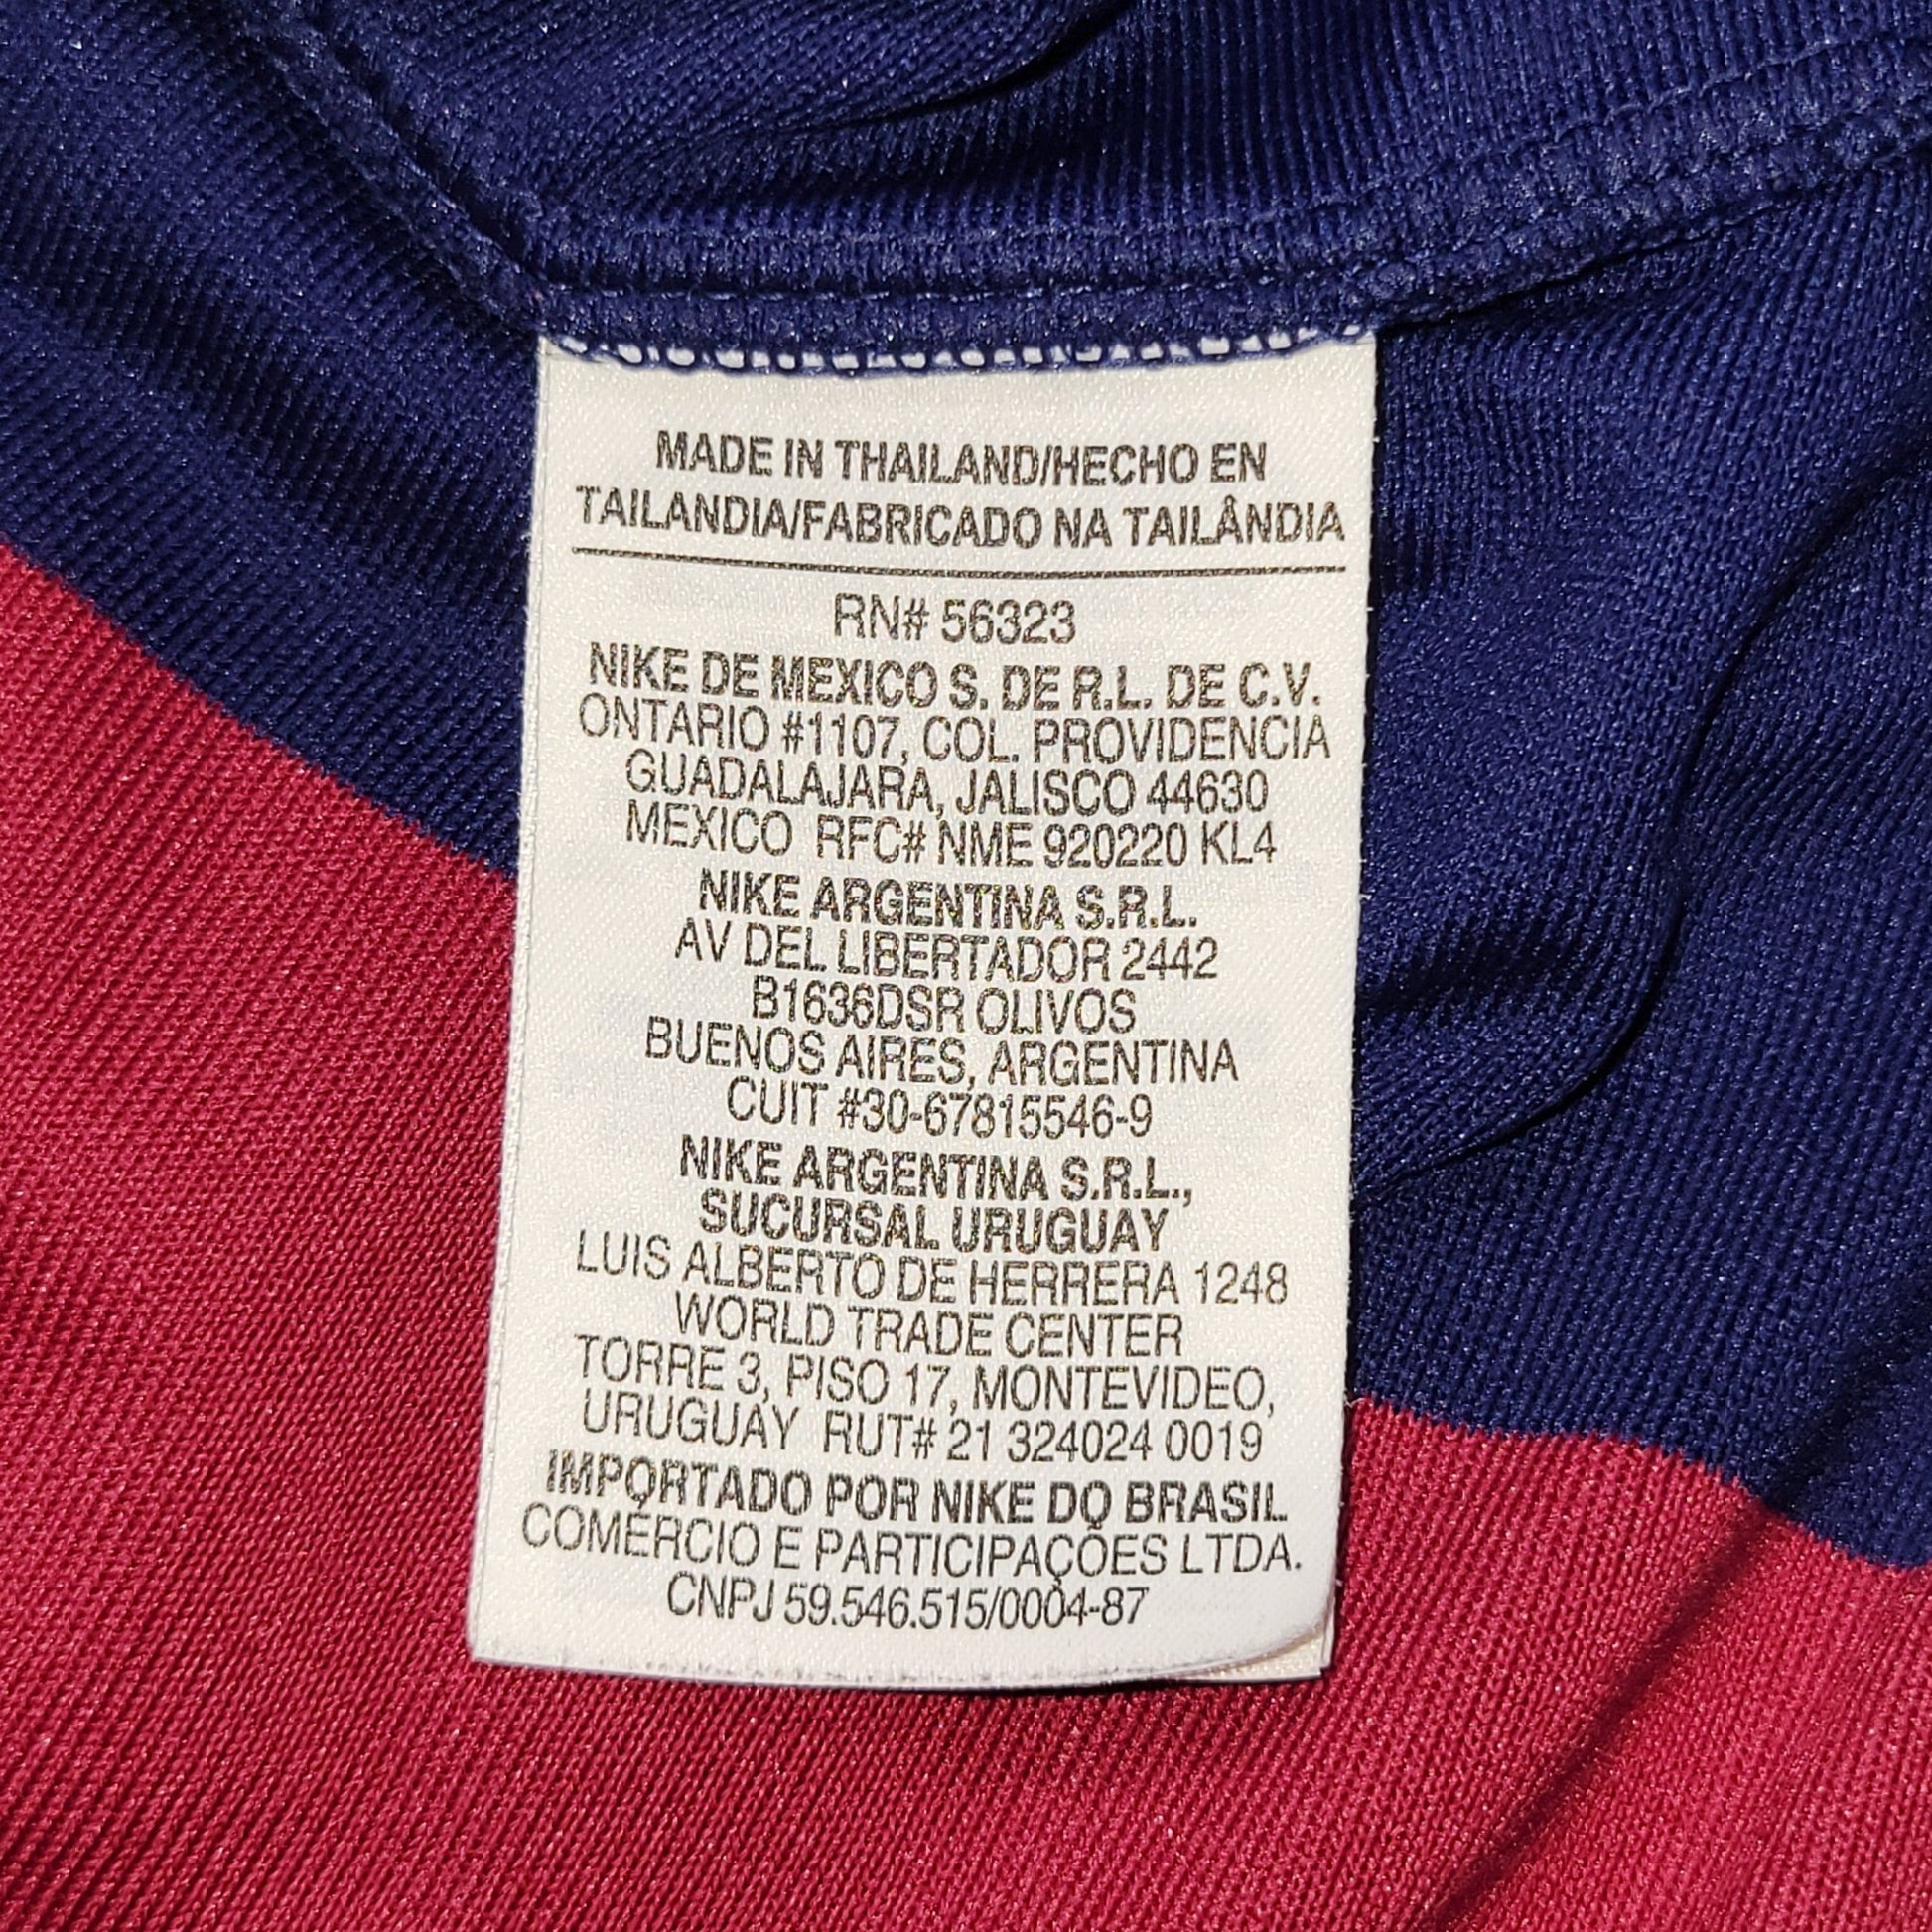 MADE IN THAILAND/HECHO EN
TAILANDIA/FABRICADO NA TAILÂNDIA
RN# 56323
NIKE DE MEXICO S. DE R.L. DE C.V.
ONTARIO #1107, COL. PROVIDENCIA
GUADALAJARA, JALISCO 44630
MEXICO RFC# NME 920220 KL4
NIKE ARGENTINA S.R.L.
AV DEL LIBERTADOR 2442
B1636DSR OLIVOS
BUENOS AIRES, ARGENTINA
CUIT #30-67815546-9
NIKE ARGENTINA S.R.L.,
SUCURSAL URUGUAY
LUIS ALBERTO DE HERRERA 1248
WORLD TRADE CENTER
TORRE 3, PISO 17, MONTEVIDEO,
URUGUAY RUT# 21 324024 0019
IMPORTADO POR NIKE DO BRASIL
COMÉRCIO E PARTICIPAÇÕES LTDA.
CNPJ 59.546.515/0004-87